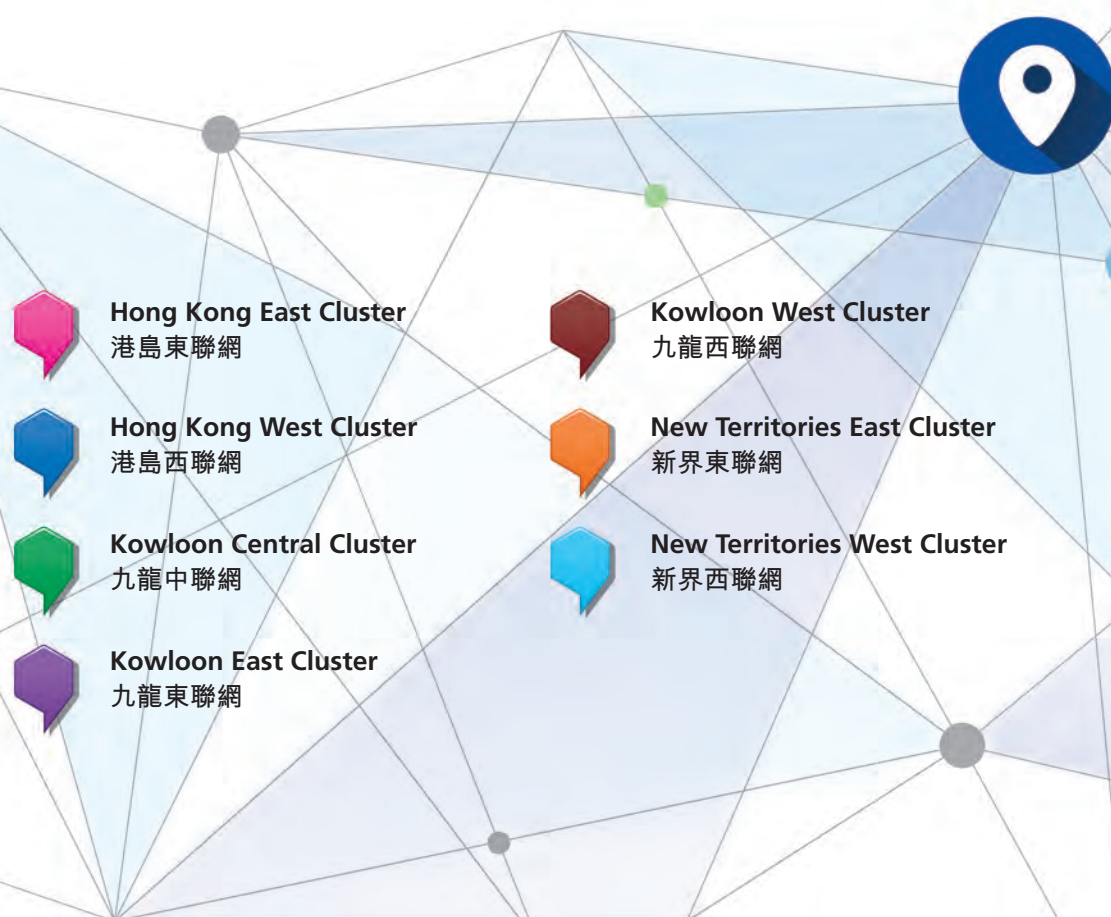 Hong Kong East Cluster
港島東聯網
Hong Kong West Cluster
港島西聯網
Kowloon Central Cluster
九龍中聯網
Kowloon East Cluster
九龍東聯網
Kowloon West Cluster
九龍西聯網
New Territories East Cluster
新界東聯網
New Territories West Cluster
新界西聯網